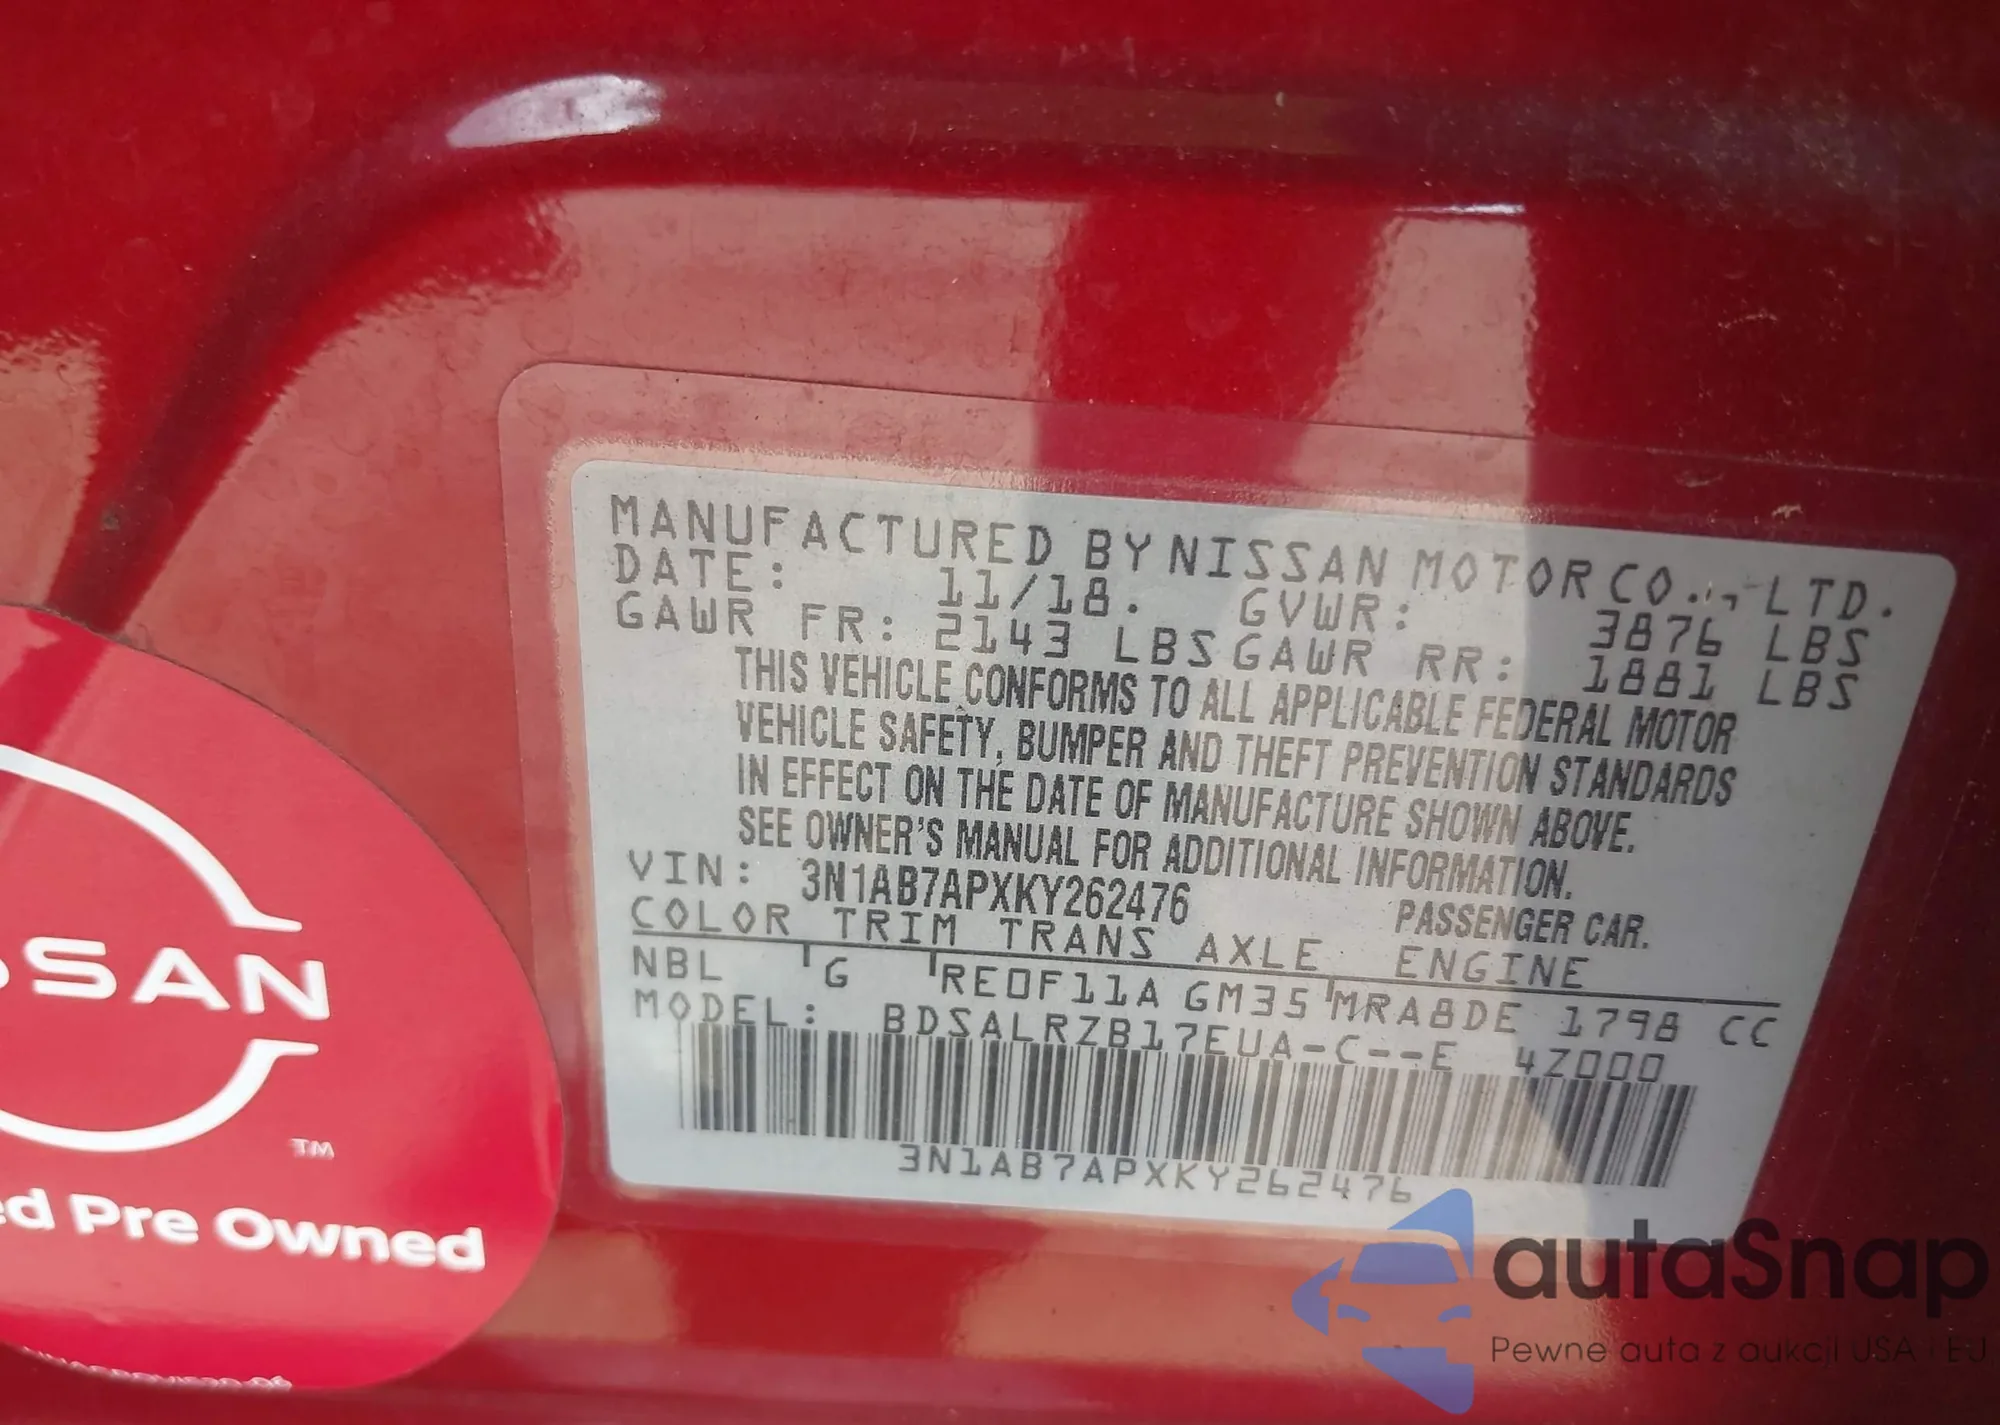 MANUFACTURED BY NISSAN MOTOR CO., LTD.
DATE: 11/18. GVWR: 3876 LBS
GAWR FR: 2143 LBS GAWR RR: 1881 LBS
THIS VEHICLE CONFORMS TO ALL APPLICABLE FEDERAL MOTOR
VEHICLE SAFETY, BUMPER AND THEFT PREVENTION STANDARDS
IN EFFECT ON THE DATE OF MANUFACTURE SHOWN ABOVE.
SEE OWNER'S MANUAL FOR ADDITIONAL INFORMATION.
VIN: 3N1AB7APXKY262476 PASSENGER CAR.
COLOR TRIM TRANS AXLE ENGINE
NBL G RE0F11A GM35 MRA8DE 1798 CC
MODEL: BDSALRZB17EUA-C--E 4Z000
3N1AB7APXKY262476
SSAN
TM
ed Pre Owned
autaSnap
Pewne auta z aukcji USA i EU